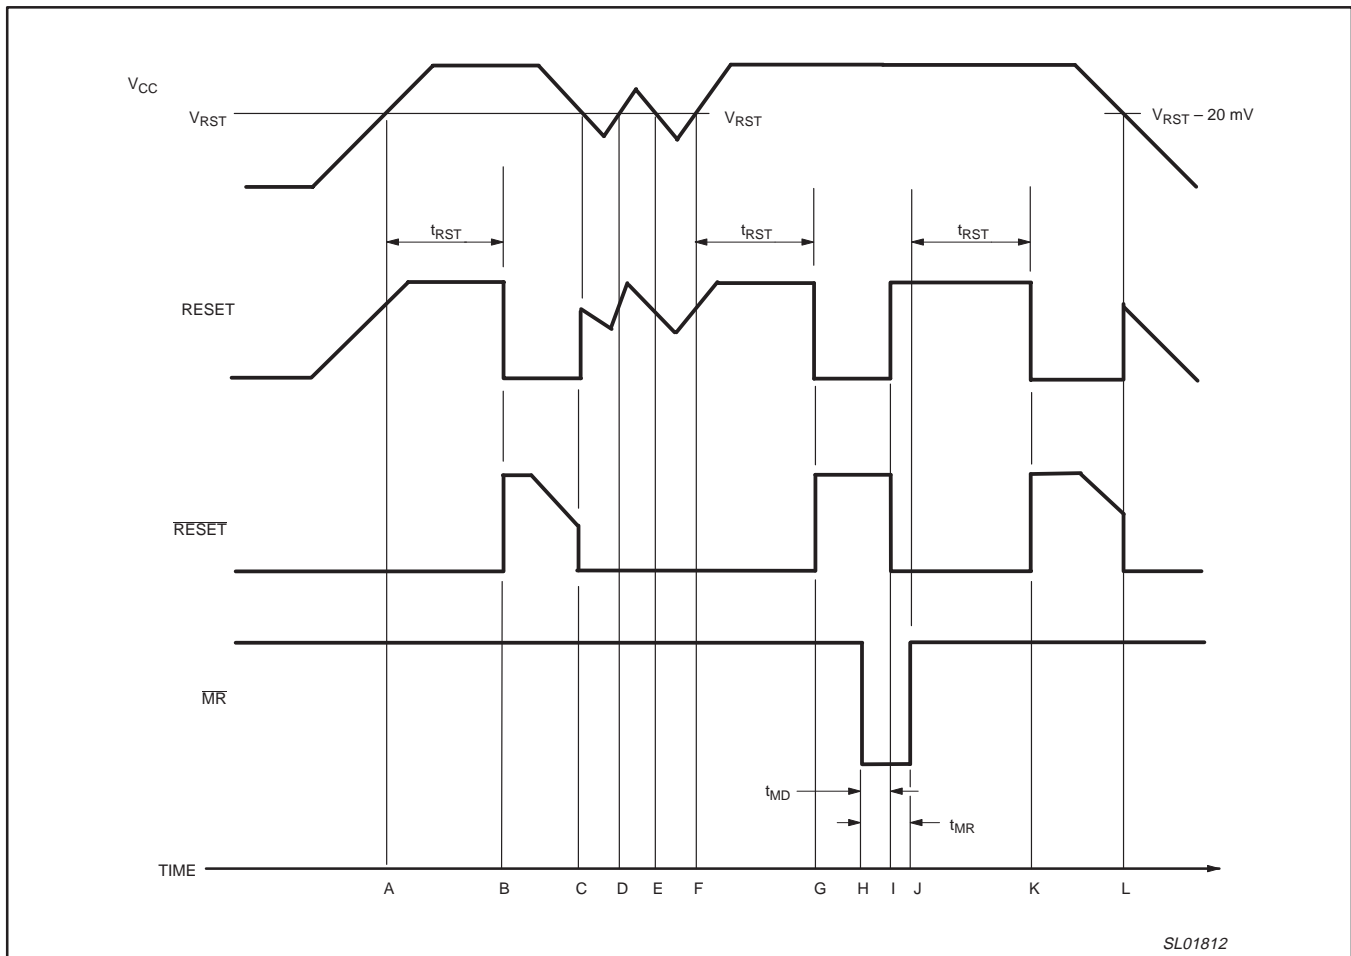 VCC
VRST
VRST
VRST – 20 mV
tRST
tRST
tRST
RESET
RESET
MR
tMD
tMR
TIME
A B C D E F G H I J K L
SL01812